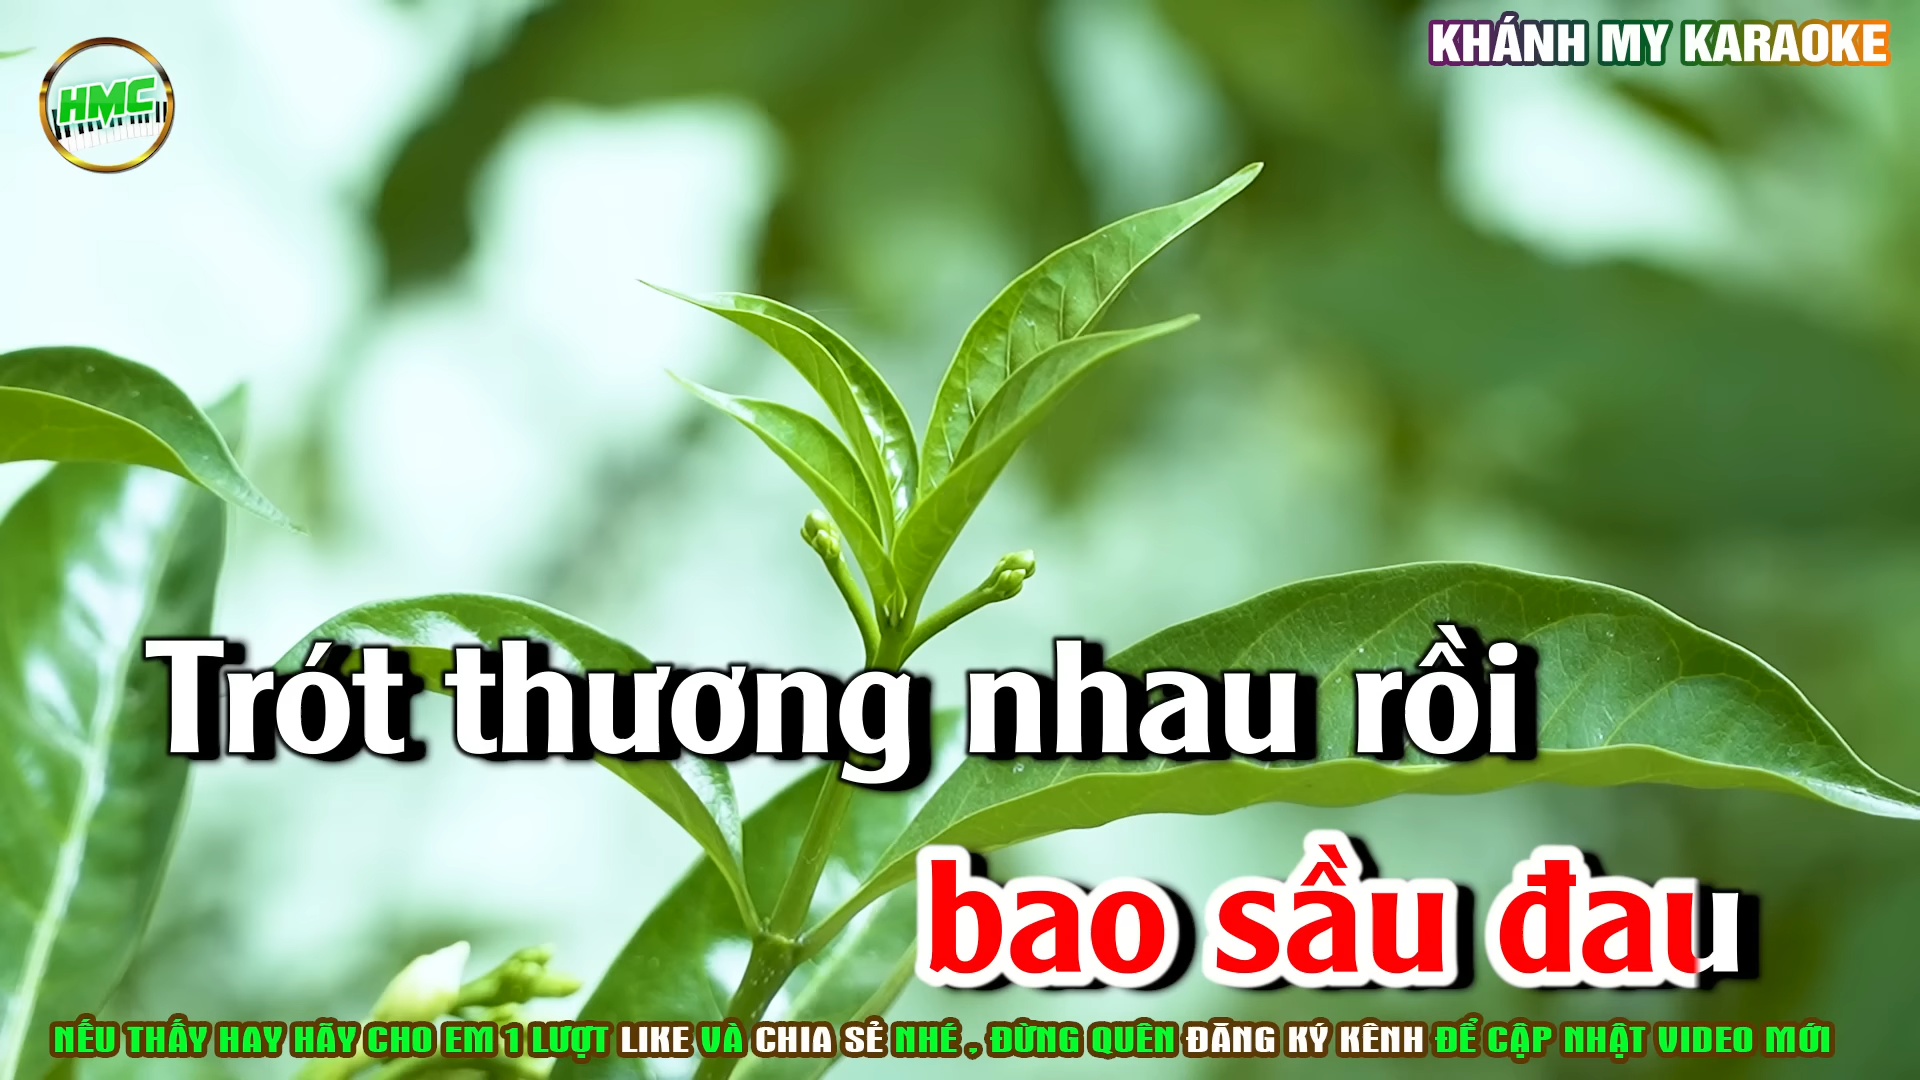 KHÁNH MY KARAOKE
HMC
Trót thương nhau rồi
bao sầu đau
NẾU THẤY HAY HÃY CHO EM 1 LƯỢT LIKE VÀ CHIA SẺ NHÉ , ĐỪNG QUÊN ĐĂNG KÝ KÊNH ĐỂ CẬP NHẬT VIDEO MỚI